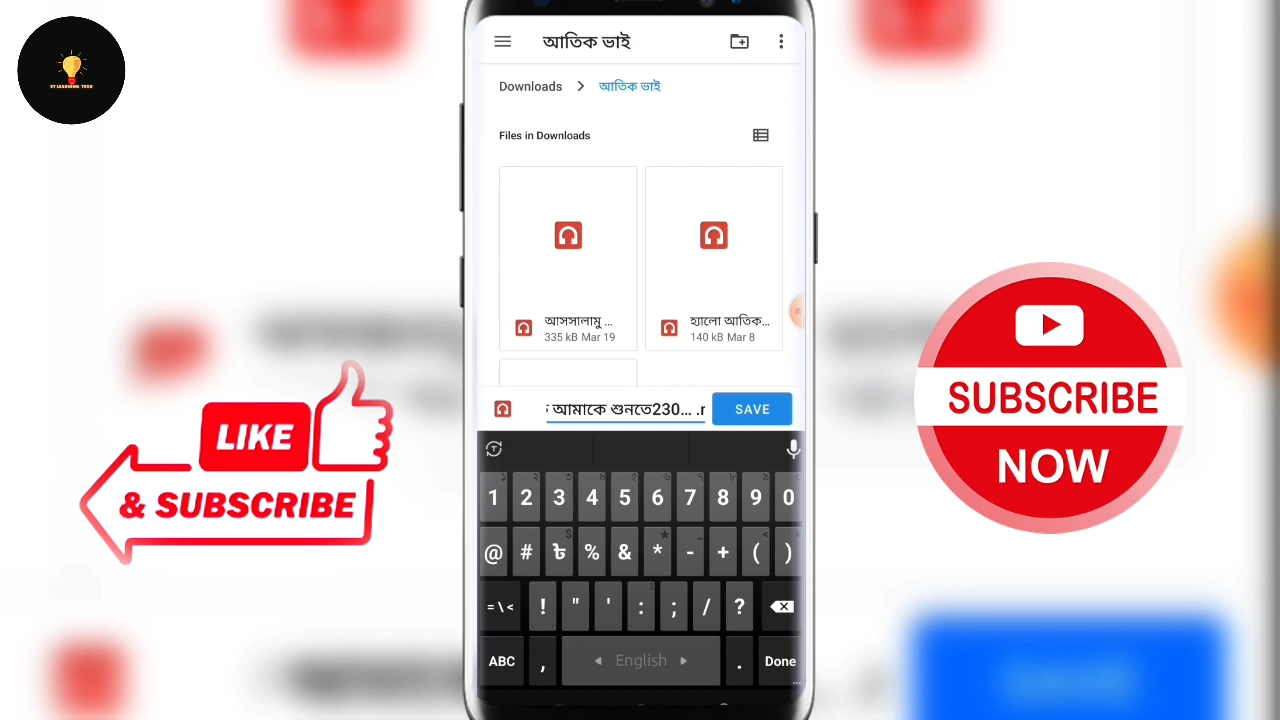 আতিক ভাই
Downloads > আতিক ভাই
Files in Downloads
আসসালামু ...
335 kB Mar 19
হ্যালো আতিক...
140 kB Mar 8
আমাকে শুনতে230... .r
SAVE
1 2 3 4 5 6 7 8 9 0
@ # ৳ % & * - + ( )
= \ < ! " ' : ; / ?
ABC , English . Done
LIKE
& SUBSCRIBE
SUBSCRIBE
NOW